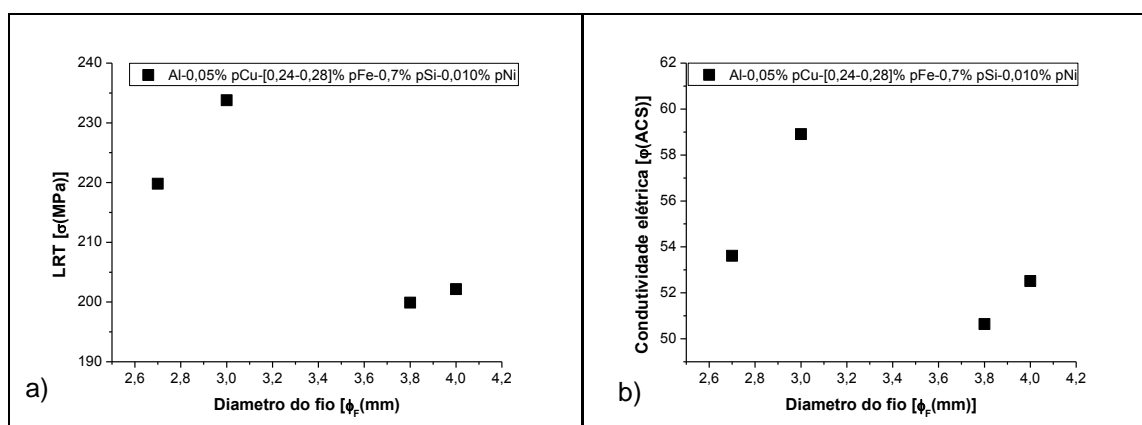 Al-0,05% pCu-[0,24-0,28]% pFe-0,7% pSi-0,010% pNi
240
230
220
210
200
190
LRT [σ(MPa)]
2,6 2,8 3,0 3,2 3,4 3,6 3,8 4,0 4,2
Diametro do fio [ϕF(mm)
a)
Al-0,05% pCu-[0,24-0,28]% pFe-0,7% pSi-0,010% pNi
62
60
58
56
54
52
50
Condutividade elétrica [φ(ACS)]
2,6 2,8 3,0 3,2 3,4 3,6 3,8 4,0 4,2
Diametro do fio [ϕF(mm)]
b)